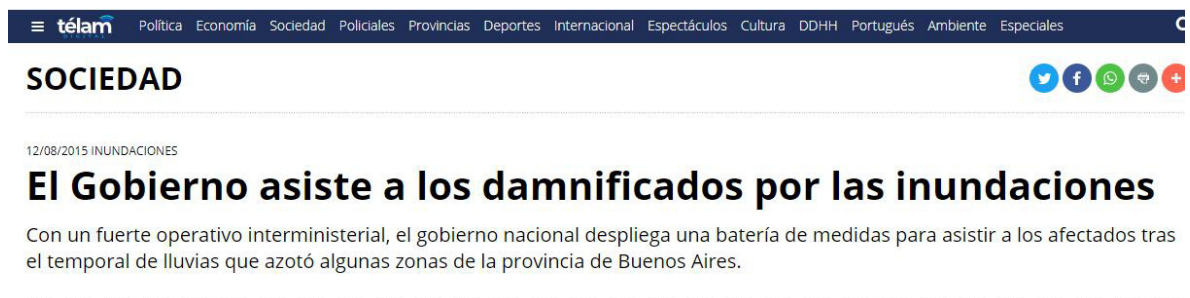 télam Política Economía Sociedad Policiales Provincias Deportes Internacional Espectáculos Cultura DDHH Portugués Ambiente Especiales
DIGITAL
SOCIEDAD
12/08/2015 INUNDACIONES
El Gobierno asiste a los damnificados por las inundaciones
Con un fuerte operativo interministerial, el gobierno nacional despliega una batería de medidas para asistir a los afectados tras
el temporal de lluvias que azotó algunas zonas de la provincia de Buenos Aires.